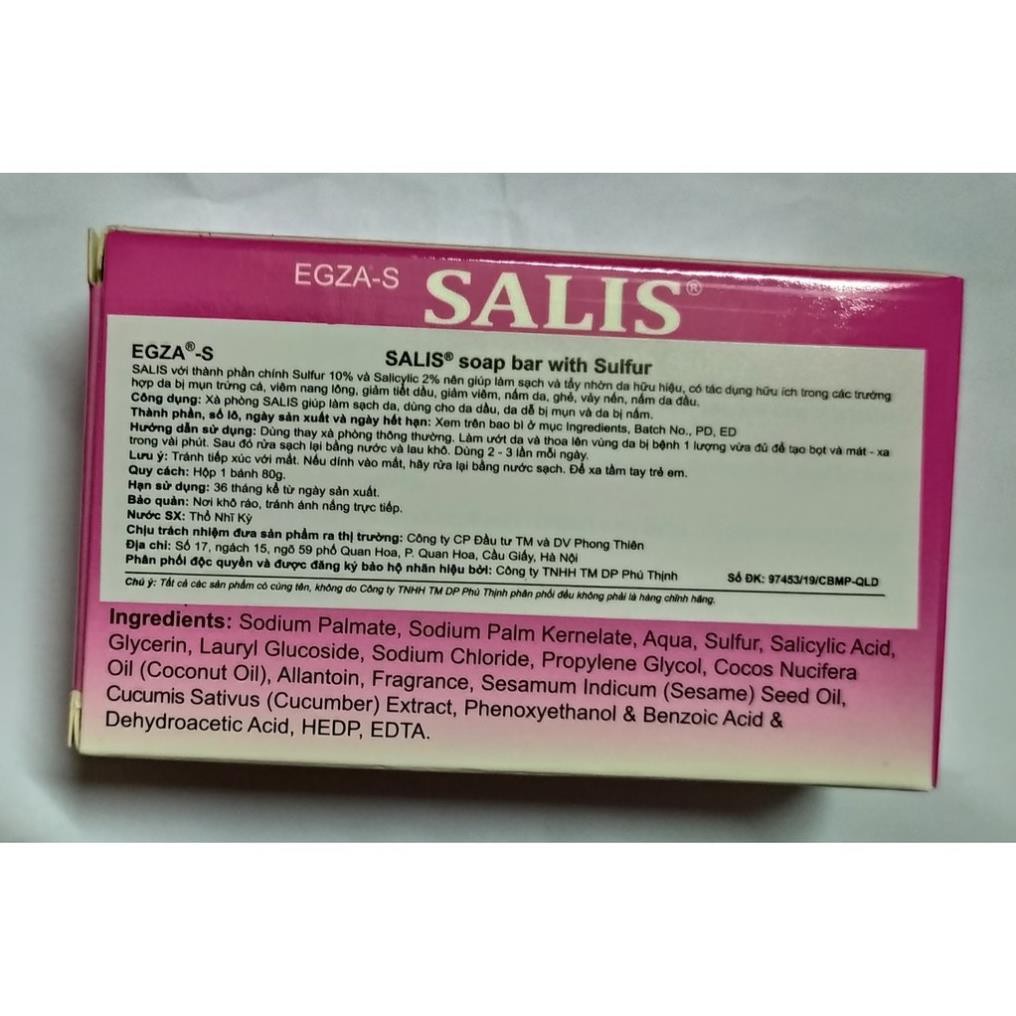 EGZA-S SALIS®
EGZA®-S SALIS® soap bar with Sulfur
SALIS với thành phần chính Sulfur 10% và Salicylic 2% nên giúp làm sạch và tẩy nhờn da hữu hiệu, có tác dụng hữu ích trong các trường
hợp da bị mụn trứng cá, viêm nang lông, giảm tiết dầu, giảm viêm, nấm da, ghẻ, vảy nến, nấm da đầu.
Công dụng: Xà phòng SALIS giúp làm sạch da, dùng cho da dầu, da dễ bị mụn và da bị nấm.
Thành phần, số lô, ngày sản xuất và ngày hết hạn: Xem trên bao bì ở mục Ingredients, Batch No., PD, ED
Hướng dẫn sử dụng: Dùng thay xà phòng thông thường. Làm ướt da và thoa lên vùng da bị bệnh 1 lượng vừa đủ để tạo bọt và mát - xa
trong vài phút. Sau đó rửa sạch lại bằng nước và lau khô. Dùng 2 - 3 lần mỗi ngày.
Lưu ý: Tránh tiếp xúc với mắt. Nếu dính vào mắt, hãy rửa lại bằng nước sạch. Để xa tầm tay trẻ em.
Quy cách: Hộp 1 bánh 80g.
Hạn sử dụng: 36 tháng kể từ ngày sản xuất.
Bảo quản: Nơi khô ráo, tránh ánh nắng trực tiếp.
Nước SX: Thổ Nhĩ Kỳ
Chịu trách nhiệm đưa sản phẩm ra thị trường: Công ty CP Đầu tư TM và DV Phong Thiên
Địa chỉ: Số 17, ngách 15, ngõ 59 phố Quan Hoa, P. Quan Hoa, Cầu Giấy, Hà Nội
Phân phối độc quyền và được đăng ký bảo hộ nhãn hiệu bởi: Công ty TNHH TM DP Phú Thịnh Số ĐK: 97453/19/CBMP-QLD
Chú ý: Tất cả các sản phẩm có cùng tên, không do Công ty TNHH TM DP Phú Thịnh phân phối đều không phải là hàng chính hãng.
Ingredients: Sodium Palmate, Sodium Palm Kernelate, Aqua, Sulfur, Salicylic Acid,
Glycerin, Lauryl Glucoside, Sodium Chloride, Propylene Glycol, Cocos Nucifera
Oil (Coconut Oil), Allantoin, Fragrance, Sesamum Indicum (Sesame) Seed Oil,
Cucumis Sativus (Cucumber) Extract, Phenoxyethanol & Benzoic Acid &
Dehydroacetic Acid, HEDP, EDTA.